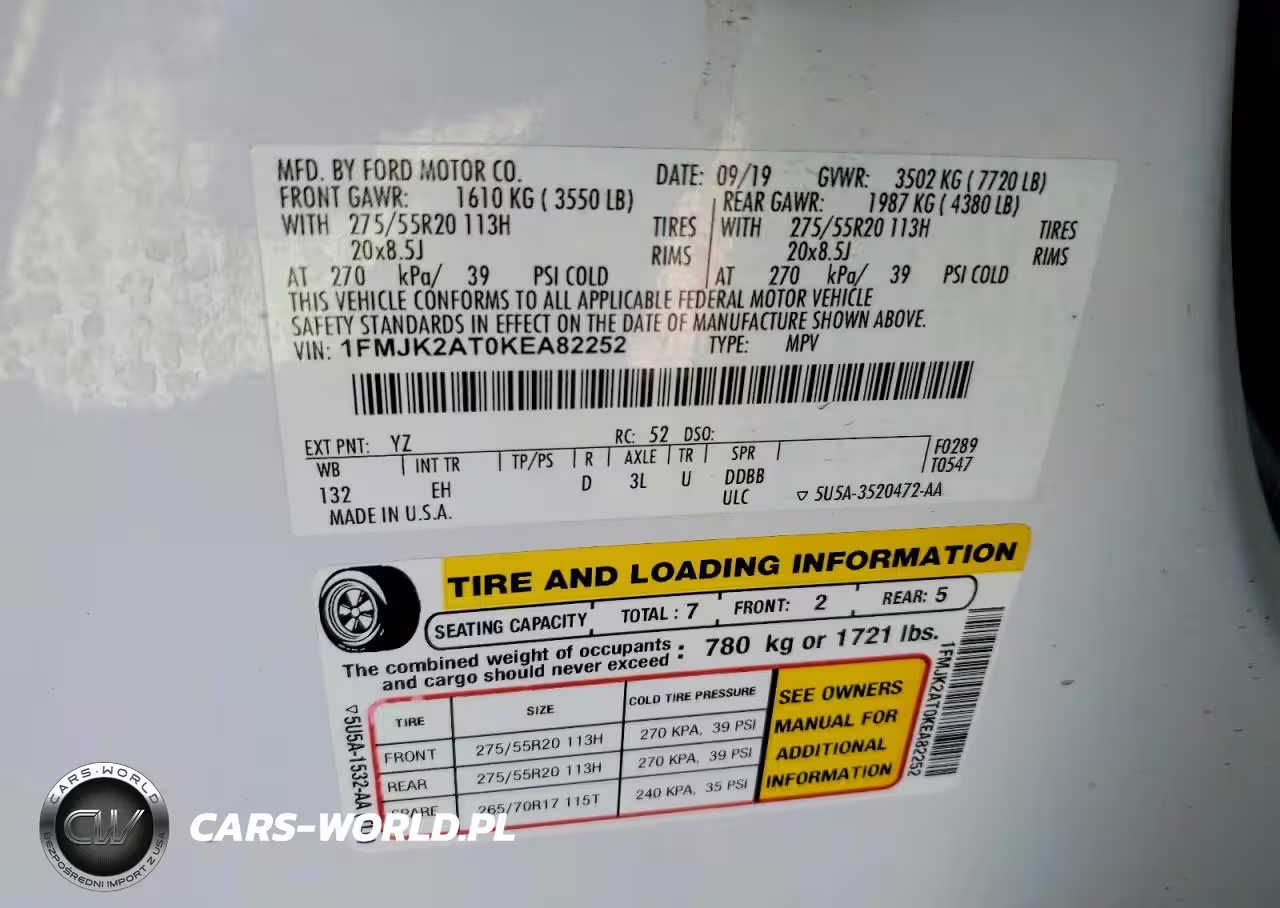 MFD. BY FORD MOTOR CO. DATE: 09/19 GVWR: 3502 KG ( 7720 LB)
FRONT GAWR: 1610 KG ( 3550 LB) REAR GAWR: 1987 KG ( 4380 LB)
WITH 275/55R20 113H TIRES WITH 275/55R20 113H TIRES
20x8.5J RIMS 20x8.5J RIMS
AT 270 kPa/ 39 PSI COLD AT 270 kPa/ 39 PSI COLD
THIS VEHICLE CONFORMS TO ALL APPLICABLE FEDERAL MOTOR VEHICLE
SAFETY STANDARDS IN EFFECT ON THE DATE OF MANUFACTURE SHOWN ABOVE.
VIN: 1FMJK2AT0KEA82252 TYPE: MPV
EXT PNT: YZ RC: 52 DSO:
WB INT TR TP/PS R AXLE TR SPR F0289
T0547
132 EH D 3L U DDBB
ULC ▽ 5U5A-3520472-AA
MADE IN U.S.A.
TIRE AND LOADING INFORMATION
SEATING CAPACITY TOTAL : 7 FRONT: 2 REAR: 5
The combined weight of occupants and cargo should never exceed : 780 kg or 1721 lbs.
TIRE SIZE COLD TIRE PRESSURE
FRONT 275/55R20 113H 270 KPA, 39 PSI
REAR 275/55R20 113H 270 KPA, 39 PSI
SPARE 265/70R17 115T 240 KPA, 35 PSI
SEE OWNERS
MANUAL FOR
ADDITIONAL
INFORMATION
1FMJK2AT0KEA82252
▽5U5A-1532-AA
CARS-WORLD
CW
BEZPOŚREDNI IMPORT Z USA
CARS-WORLD.PL